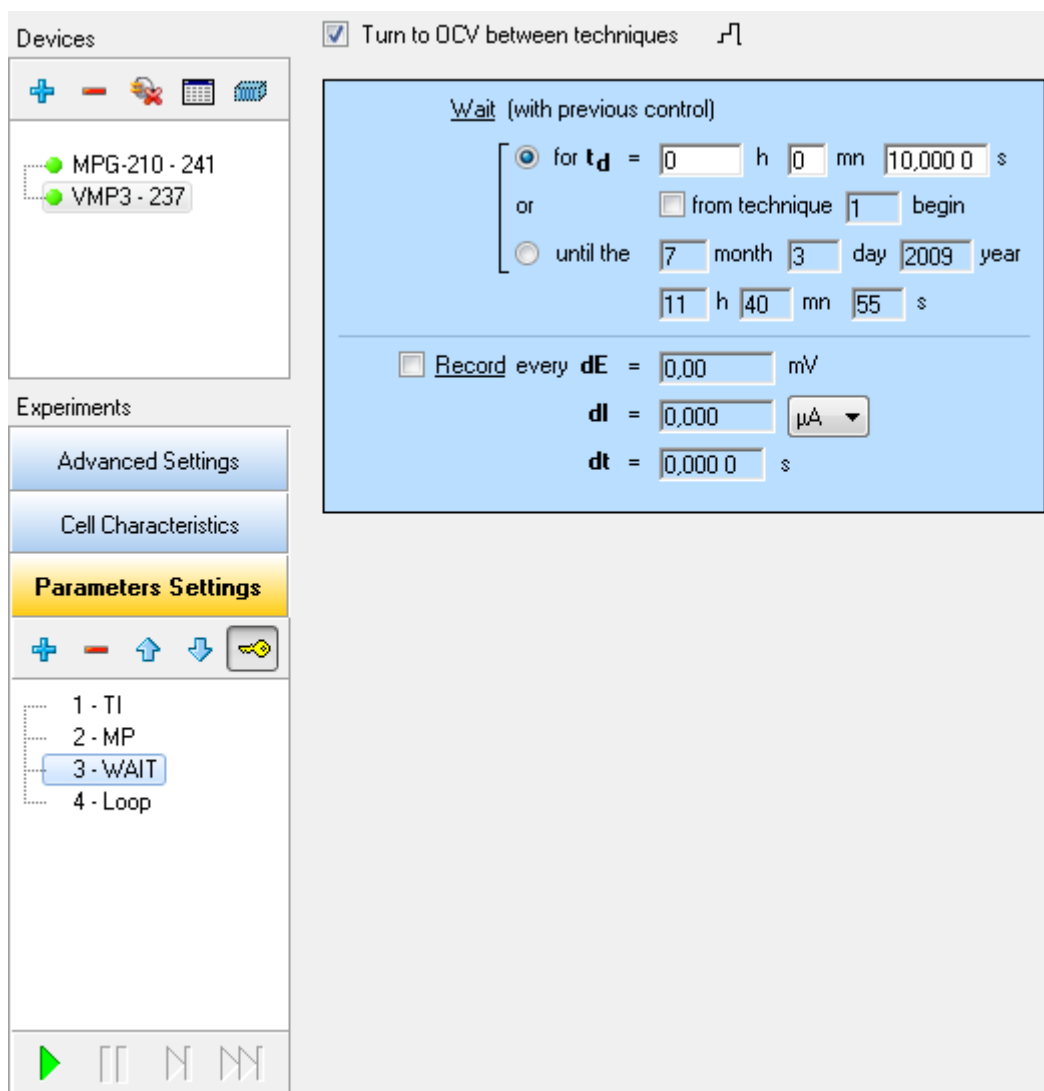 Devices
MPG-210 - 241
VMP3 - 237
Experiments
Advanced Settings
Cell Characteristics
Parameters Settings
1 - TI
2 - MP
3 - WAIT
4 - Loop
Turn to OCV between techniques
Wait (with previous control)
for td = 0 h 0 mn 10,000 0 s
or from technique 1 begin
until the 7 month 3 day 2009 year
11 h 40 mn 55 s
Record every dE = 0,00 mV
dI = 0,000 µA
dt = 0,000 0 s